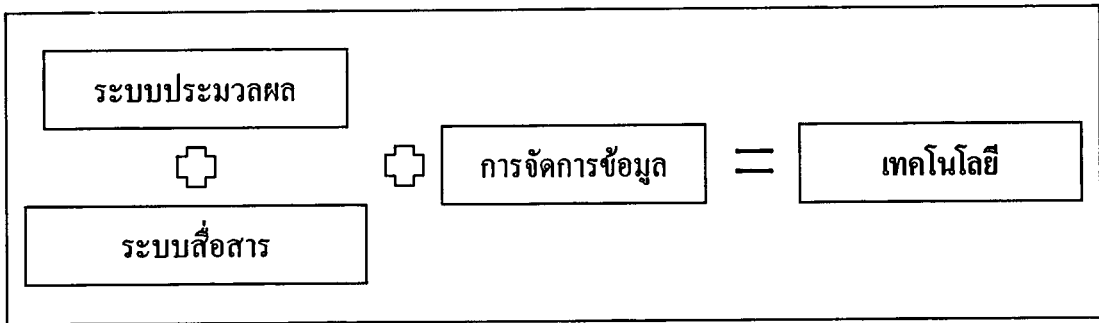 ระบบประมวลผล
การจัดการข้อมูล
=
เทคโนโลยี
ระบบสื่อสาร